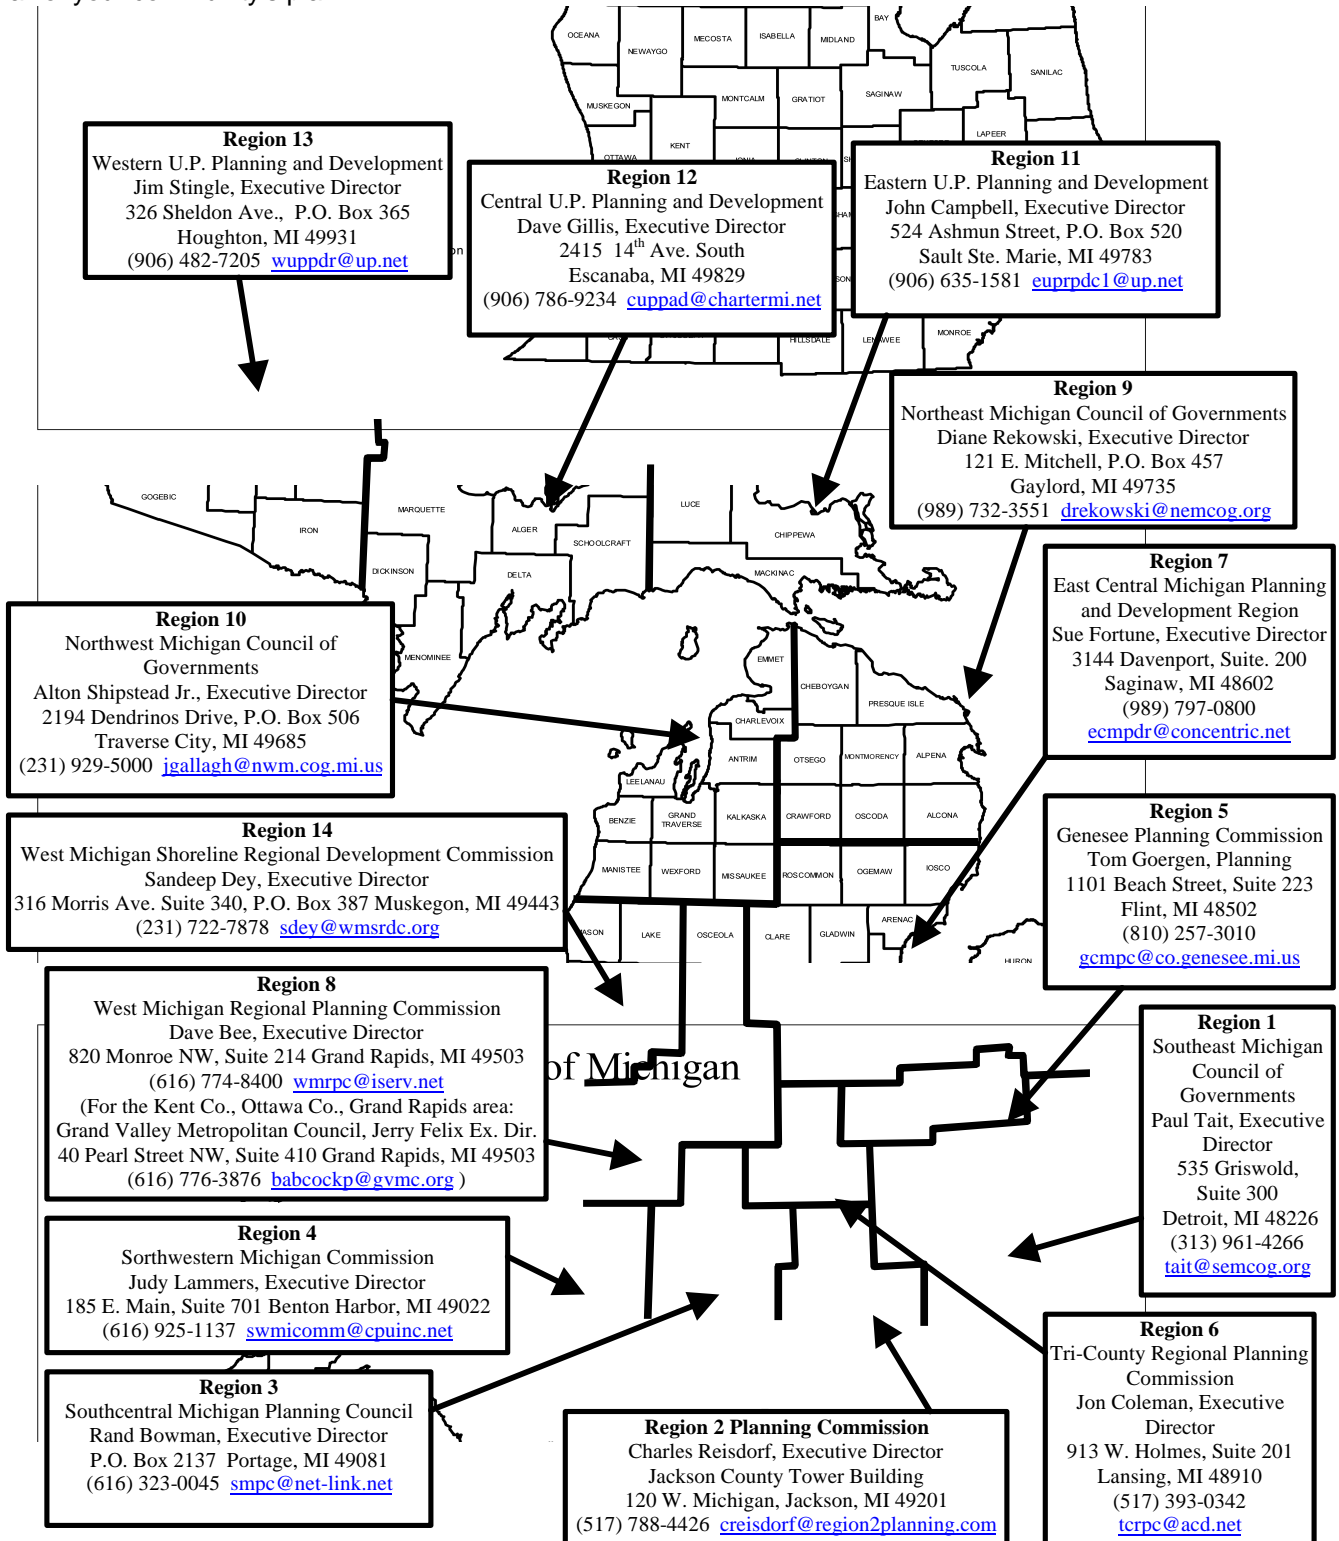 OCEANA
NEWAYGO
MECOSTA
ISABELLA
MIDLAND
BAY
TUSCOLA
SANILAC
MUSKEGON
MONTCALM
GRATIOT
SAGINAW
LAPEER
OTTAWA
KENT
Region 13
Western U.P. Planning and Development
Jim Stingle, Executive Director
326 Sheldon Ave., P.O. Box 365
Houghton, MI 49931
(906) 482-7205 wuppdr@up.net
Region 12
Central U.P. Planning and Development
Dave Gillis, Executive Director
2415 14th Ave. South
Escanaba, MI 49829
(906) 786-9234 cuppad@chartermi.net
Region 11
Eastern U.P. Planning and Development
John Campbell, Executive Director
524 Ashmun Street, P.O. Box 520
Sault Ste. Marie, MI 49783
(906) 635-1581 euprpdc1@up.net
HILLSDALE
LENAWEE
MONROE
Region 9
Northeast Michigan Council of Governments
Diane Rekowski, Executive Director
121 E. Mitchell, P.O. Box 457
Gaylord, MI 49735
(989) 732-3551 drekowski@nemcog.org
GOGEBIC
IRON
MARQUETTE
DICKINSON
ALGER
SCHOOLCRAFT
DELTA
MENOMINEE
LUCE
CHIPPEWA
MACKINAC
Region 7
East Central Michigan Planning
and Development Region
Sue Fortune, Executive Director
3144 Davenport, Suite. 200
Saginaw, MI 48602
(989) 797-0800
ecmpdr@concentric.net
Region 10
Northwest Michigan Council of
Governments
Alton Shipstead Jr., Executive Director
2194 Dendrinos Drive, P.O. Box 506
Traverse City, MI 49685
(231) 929-5000 jgallagh@nwm.cog.mi.us
EMMET
CHEBOYGAN
PRESQUE ISLE
CHARLEVOIX
ANTRIM
OTSEGO
MONTMORENCY
ALPENA
LEELANAU
BENZIE
GRAND
TRAVERSE
KALKASKA
CRAWFORD
OSCODA
ALCONA
MANISTEE
WEXFORD
MISSAUKEE
ROSCOMMON
OGEMAW
IOSCO
ARENAC
MASON
LAKE
OSCEOLA
CLARE
GLADWIN
HURON
Region 14
West Michigan Shoreline Regional Development Commission
Sandeep Dey, Executive Director
316 Morris Ave. Suite 340, P.O. Box 387 Muskegon, MI 49443
(231) 722-7878 sdey@wmsrdc.org
Region 5
Genesee Planning Commission
Tom Goergen, Planning
1101 Beach Street, Suite 223
Flint, MI 48502
(810) 257-3010
gcmpc@co.genesee.mi.us
Region 8
West Michigan Regional Planning Commission
Dave Bee, Executive Director
820 Monroe NW, Suite 214 Grand Rapids, MI 49503
(616) 774-8400 wmrpc@iserv.net
(For the Kent Co., Ottawa Co., Grand Rapids area:
Grand Valley Metropolitan Council, Jerry Felix Ex. Dir.
40 Pearl Street NW, Suite 410 Grand Rapids, MI 49503
(616) 776-3876 babcockp@gvmc.org )
of Michigan
Region 1
Southeast Michigan
Council of
Governments
Paul Tait, Executive
Director
535 Griswold,
Suite 300
Detroit, MI 48226
(313) 961-4266
tait@semcog.org
Region 4
Sorthwestern Michigan Commission
Judy Lammers, Executive Director
185 E. Main, Suite 701 Benton Harbor, MI 49022
(616) 925-1137 swmicomm@cpuinc.net
Region 3
Southcentral Michigan Planning Council
Rand Bowman, Executive Director
P.O. Box 2137 Portage, MI 49081
(616) 323-0045 smpc@net-link.net
Region 2 Planning Commission
Charles Reisdorf, Executive Director
Jackson County Tower Building
120 W. Michigan, Jackson, MI 49201
(517) 788-4426 creisdorf@region2planning.com
Region 6
Tri-County Regional Planning
Commission
Jon Coleman, Executive
Director
913 W. Holmes, Suite 201
Lansing, MI 48910
(517) 393-0342
tcrpc@acd.net